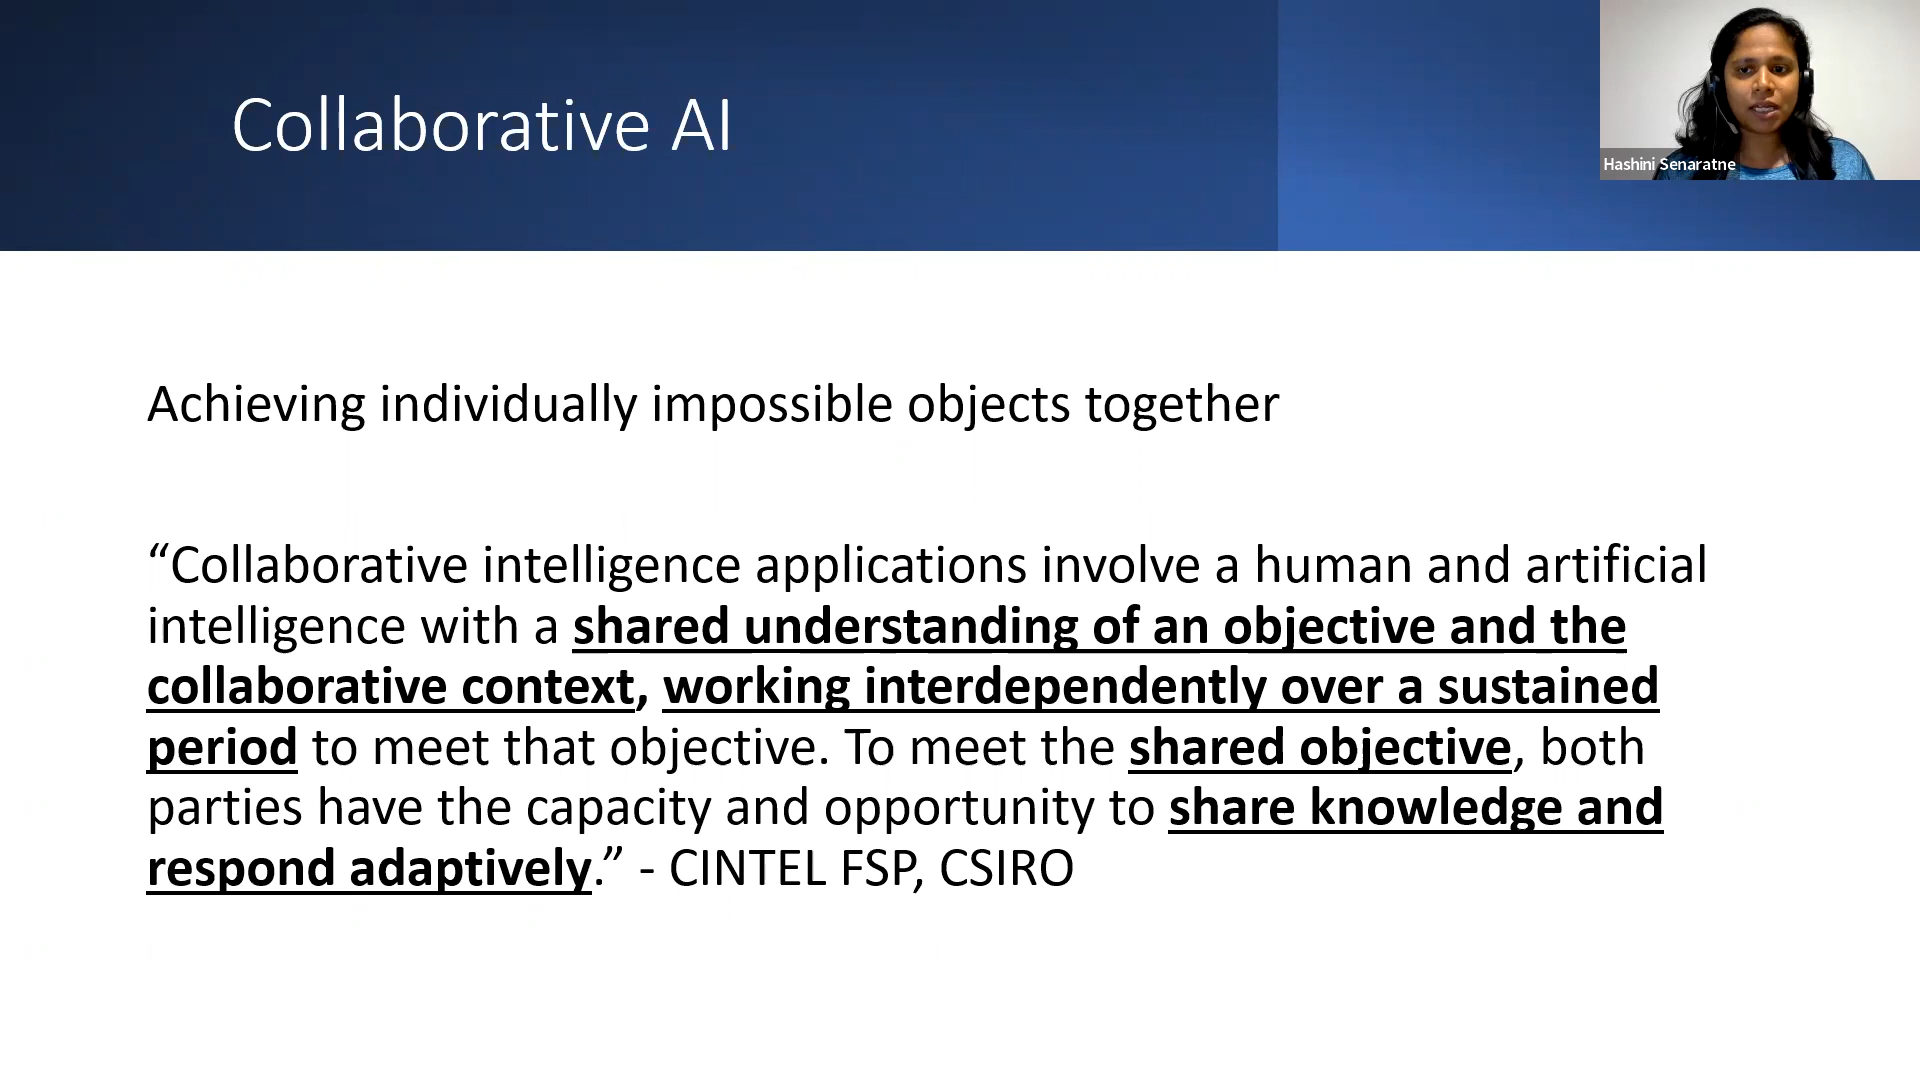 Collaborative AI
Hashini Senaratne
Achieving individually impossible objects together
“Collaborative intelligence applications involve a human and artificial
intelligence with a shared understanding of an objective and the
collaborative context, working interdependently over a sustained
period to meet that objective. To meet the shared objective, both
parties have the capacity and opportunity to share knowledge and
respond adaptively.” - CINTEL FSP, CSIRO